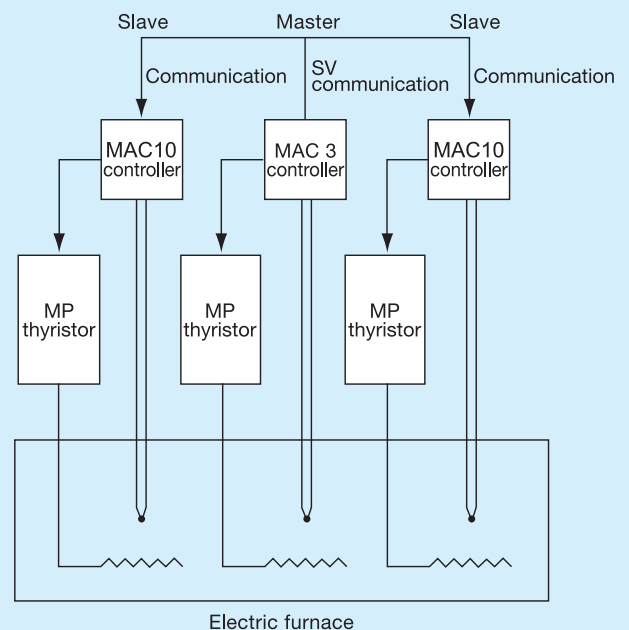 Slave
Master
Slave
Communication
SV
communication
Communication
MAC10
controller
MAC 3
controller
MAC10
controller
MP
thyristor
MP
thyristor
MP
thyristor
Electric furnace